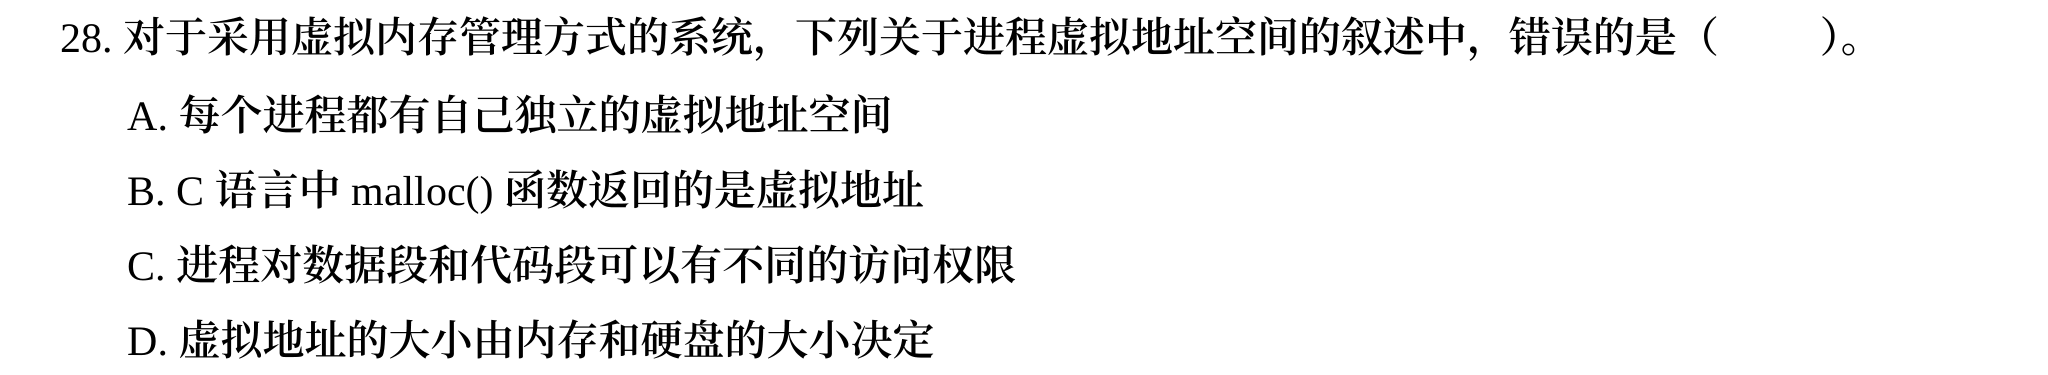 28. 对于采用虚拟内存管理方式的系统，下列关于进程虚拟地址空间的叙述中，错误的是（　　）。
A. 每个进程都有自己独立的虚拟地址空间
B. C 语言中 malloc() 函数返回的是虚拟地址
C. 进程对数据段和代码段可以有不同的访问权限
D. 虚拟地址的大小由内存和硬盘的大小决定